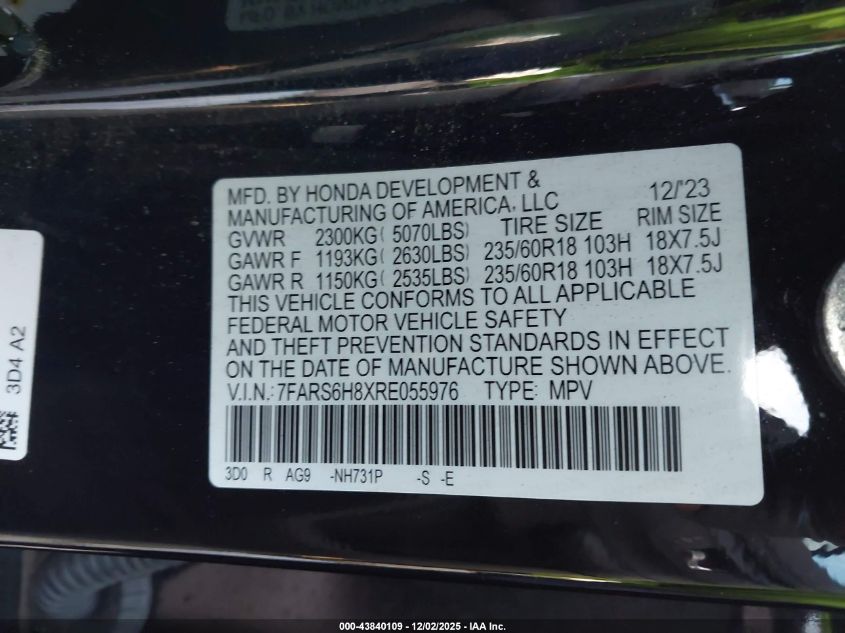 MFD. BY HONDA DEVELOPMENT & 12/'23
MANUFACTURING OF AMERICA, LLC
TIRE SIZE RIM SIZE
GVWR 2300KG( 5070LBS)
GAWR F 1193KG( 2630LBS) 235/60R18 103H 18X7.5J
GAWR R 1150KG( 2535LBS) 235/60R18 103H 18X7.5J
THIS VEHICLE CONFORMS TO ALL APPLICABLE
FEDERAL MOTOR VEHICLE SAFETY
AND THEFT PREVENTION STANDARDS IN EFFECT
ON THE DATE OF MANUFACTURE SHOWN ABOVE.
V.I.N.: 7FARS6H8XRE055976 TYPE: MPV
3D0 R AG9 -NH731P -S -E
3D4 A2
000-43840109 - 12/02/2025 - IAA Inc.